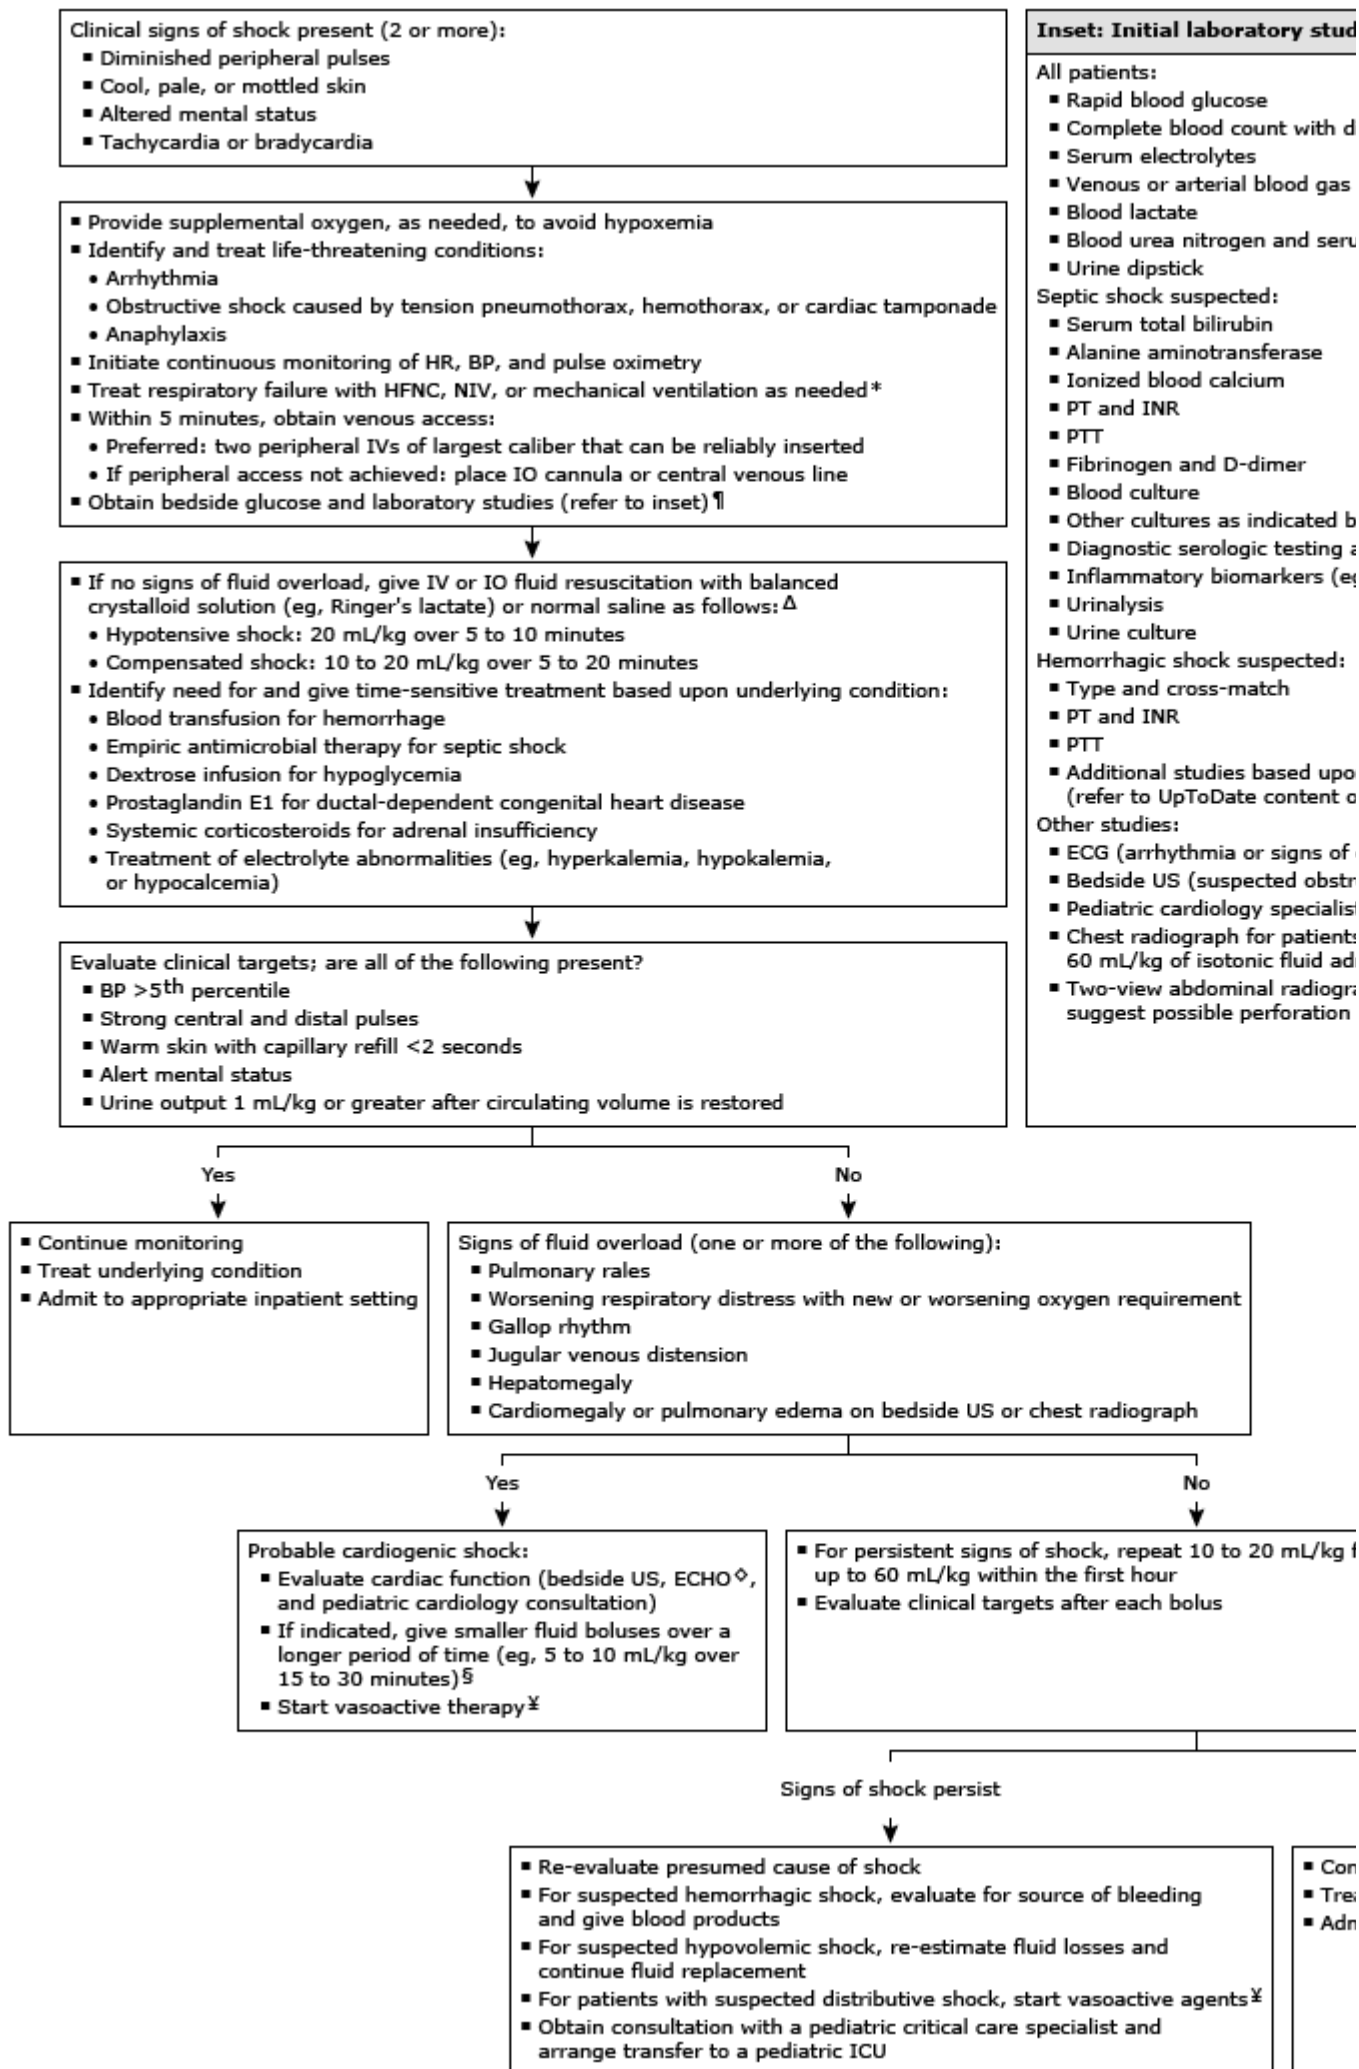 Clinical signs of shock present (2 or more):
▪ Diminished peripheral pulses
▪ Cool, pale, or mottled skin
▪ Altered mental status
▪ Tachycardia or bradycardia
▪ Provide supplemental oxygen, as needed, to avoid hypoxemia
▪ Identify and treat life-threatening conditions:
• Arrhythmia
• Obstructive shock caused by tension pneumothorax, hemothorax, or cardiac tamponade
• Anaphylaxis
▪ Initiate continuous monitoring of HR, BP, and pulse oximetry
▪ Treat respiratory failure with HFNC, NIV, or mechanical ventilation as needed*
▪ Within 5 minutes, obtain venous access:
• Preferred: two peripheral IVs of largest caliber that can be reliably inserted
• If peripheral access not achieved: place IO cannula or central venous line
▪ Obtain bedside glucose and laboratory studies (refer to inset)¶
▪ If no signs of fluid overload, give IV or IO fluid resuscitation with balanced
crystalloid solution (eg, Ringer's lactate) or normal saline as follows:Δ
• Hypotensive shock: 20 mL/kg over 5 to 10 minutes
• Compensated shock: 10 to 20 mL/kg over 5 to 20 minutes
▪ Identify need for and give time-sensitive treatment based upon underlying condition:
• Blood transfusion for hemorrhage
• Empiric antimicrobial therapy for septic shock
• Dextrose infusion for hypoglycemia
• Prostaglandin E1 for ductal-dependent congenital heart disease
• Systemic corticosteroids for adrenal insufficiency
• Treatment of electrolyte abnormalities (eg, hyperkalemia, hypokalemia,
or hypocalcemia)
Evaluate clinical targets; are all of the following present?
▪ BP >5th percentile
▪ Strong central and distal pulses
▪ Warm skin with capillary refill <2 seconds
▪ Alert mental status
▪ Urine output 1 mL/kg or greater after circulating volume is restored
Inset: Initial laboratory
All patients:
▪ Rapid blood glucose
▪ Complete blood count with
▪ Serum electrolytes
▪ Venous or arterial blood gas
▪ Blood lactate
▪ Blood urea nitrogen and
▪ Urine dipstick
Septic shock suspected:
▪ Serum total bilirubin
▪ Alanine aminotransferase
▪ Ionized blood calcium
▪ PT and INR
▪ PTT
▪ Fibrinogen and D-dimer
▪ Blood culture
▪ Other cultures as indicated
▪ Diagnostic serologic testing
▪ Inflammatory biomarkers (eg
▪ Urinalysis
▪ Urine culture
Hemorrhagic shock suspected:
▪ Type and cross-match
▪ PT and INR
▪ PTT
▪ Additional studies based
(refer to UpToDate content
Other studies:
▪ ECG (arrhythmia or signs of
▪ Bedside US (suspected
▪ Pediatric cardiology
▪ Chest radiograph for
60 mL/kg of isotonic fluid
▪ Two-view abdominal
suggest possible perforation
Yes
No
▪ Continue monitoring
▪ Treat underlying condition
▪ Admit to appropriate inpatient setting
Signs of fluid overload (one or more of the following):
▪ Pulmonary rales
▪ Worsening respiratory distress with new or worsening oxygen requirement
▪ Gallop rhythm
▪ Jugular venous distension
▪ Hepatomegaly
▪ Cardiomegaly or pulmonary edema on bedside US or chest radiograph
Yes
No
Probable cardiogenic shock:
▪ Evaluate cardiac function (bedside US, ECHO◇,
and pediatric cardiology consultation)
▪ If indicated, give smaller fluid boluses over a
longer period of time (eg, 5 to 10 mL/kg over
15 to 30 minutes)§
▪ Start vasoactive therapy¥
▪ For persistent signs of shock, repeat 10 to 20 mL/kg
up to 60 mL/kg within the first hour
▪ Evaluate clinical targets after each bolus
Signs of shock persist
▪ Re-evaluate presumed cause of shock
▪ For suspected hemorrhagic shock, evaluate for source of bleeding
and give blood products
▪ For suspected hypovolemic shock, re-estimate fluid losses and
continue fluid replacement
▪ For patients with suspected distributive shock, start vasoactive agents¥
▪ Obtain consultation with a pediatric critical care specialist and
arrange transfer to a pediatric ICU